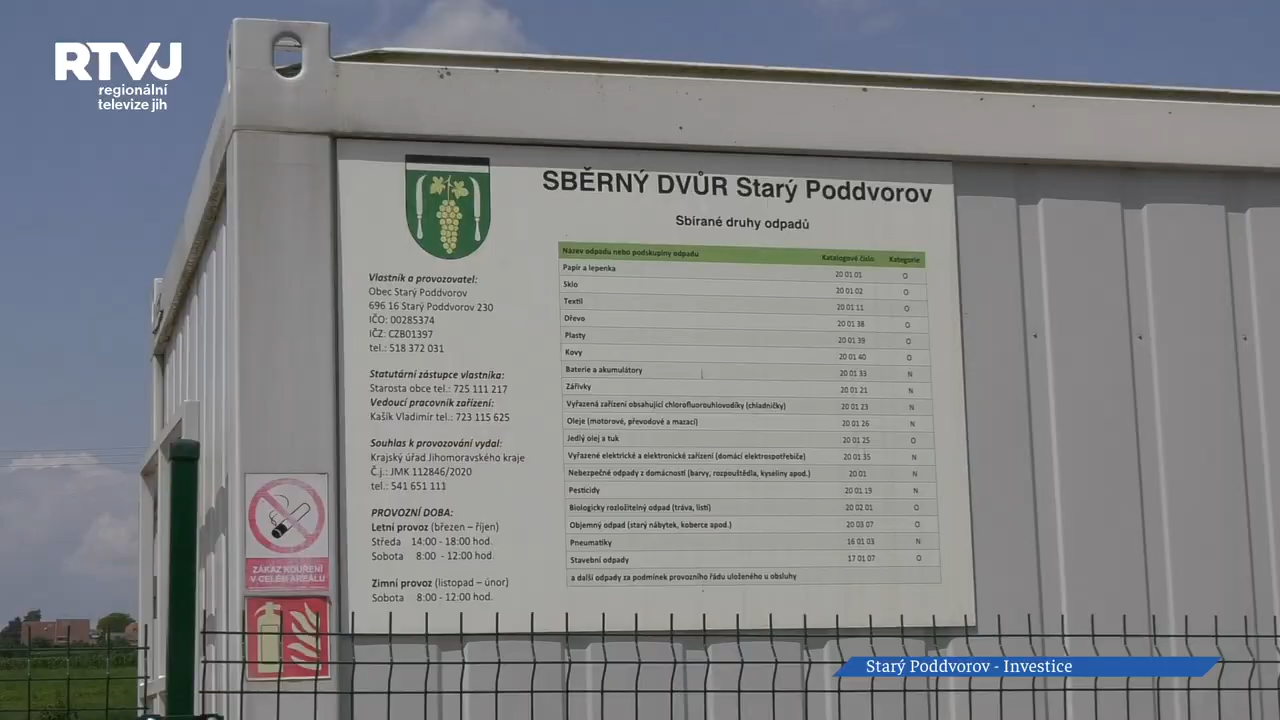 RTVJ
regionální
televize jih
SBĚRNÝ DVŮR Starý Poddvorov
Sbírané druhy odpadů
Vlastník a provozovatel:
Obec Starý Poddvorov
696 16 Starý Poddvorov 230
IČO: 00285374
IČZ: CZB01397
tel.: 518 372 031
Statutární zástupce vlastníka:
Starosta obce tel.: 725 111 217
Vedoucí pracovník zařízení:
Kašík Vladimír tel.: 723 115 625
Souhlas k provozování vydal:
Krajský úřad Jihomoravského kraje
Č.j.: JMK 112846/2020
tel.: 541 651 111
PROVOZNÍ DOBA:
Letní provoz (březen – říjen)
Středa 14:00 - 18:00 hod.
Sobota 8:00 - 12:00 hod.
Zimní provoz (listopad – únor)
Sobota 8:00 - 12:00 hod.
Název odpadu nebo podskupiny odpadu Katalogové číslo Kategorie
Papír a lepenka 20 01 01 O
Sklo 20 01 02 O
Textil 20 01 11 O
Dřevo 20 01 38 O
Plasty 20 01 39 O
Kovy 20 01 40 O
Baterie a akumulátory 20 01 33 N
Zářivky 20 01 21 N
Vyřazená zařízení obsahující chlorofluorouhlovodíky (chladničky) 20 01 23 N
Oleje (motorové, převodové a mazací) 20 01 26 N
Jedlý olej a tuk 20 01 25 O
Vyřazené elektrické a elektronické zařízení (domácí elektrospotřebiče) 20 01 35 N
Nebezpečné odpady z domácností (barvy, rozpouštědla, kyseliny apod.) 20 01 N
Pesticidy 20 01 19 N
Biologicky rozložitelný odpad (tráva, listí) 20 02 01 O
Objemný odpad (starý nábytek, koberce apod.) 20 03 07 O
Pneumatiky 16 01 03 N
Stavební odpady 17 01 07 O
a další odpady za podmínek provozního řádu uloženého u obsluhy
ZÁKAZ KOUŘENÍ
V CELÉM AREÁLU
Starý Poddvorov - Investice